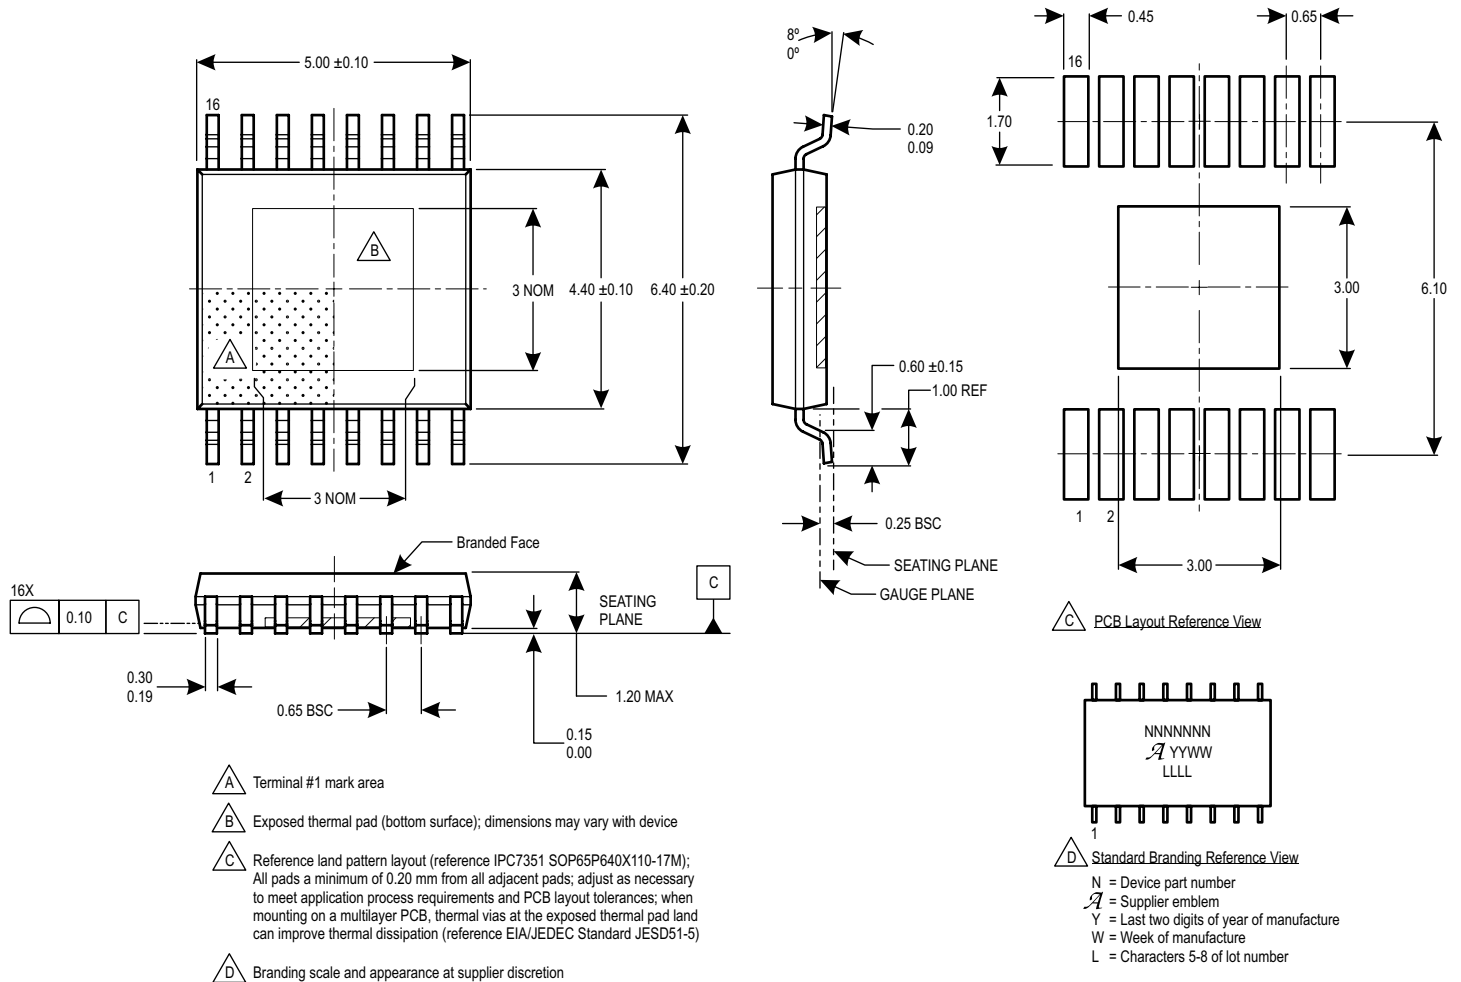 5.00 ±0.10
16
B
A
3 NOM
4.40 ±0.10
6.40 ±0.20
1
2
3 NOM
8º
0º
0.20
0.09
0.60 ±0.15
1.00 REF
0.25 BSC
SEATING PLANE
GAUGE PLANE
0.45
0.65
16
1.70
3.00
6.10
1
2
3.00
C PCB Layout Reference View
Branded Face
16X
0.10 C
SEATING
PLANE
C
0.30
0.19
0.65 BSC
1.20 MAX
0.15
0.00
NNNNNNN
A YYWW
LLLL
1
D Standard Branding Reference View
N = Device part number
A = Supplier emblem
Y = Last two digits of year of manufacture
W = Week of manufacture
L = Characters 5-8 of lot number
A Terminal #1 mark area
B Exposed thermal pad (bottom surface); dimensions may vary with device
C Reference land pattern layout (reference IPC7351 SOP65P640X110-17M);
All pads a minimum of 0.20 mm from all adjacent pads; adjust as necessary
to meet application process requirements and PCB layout tolerances; when
mounting on a multilayer PCB, thermal vias at the exposed thermal pad land
can improve thermal dissipation (reference EIA/JEDEC Standard JESD51-5)
D Branding scale and appearance at supplier discretion